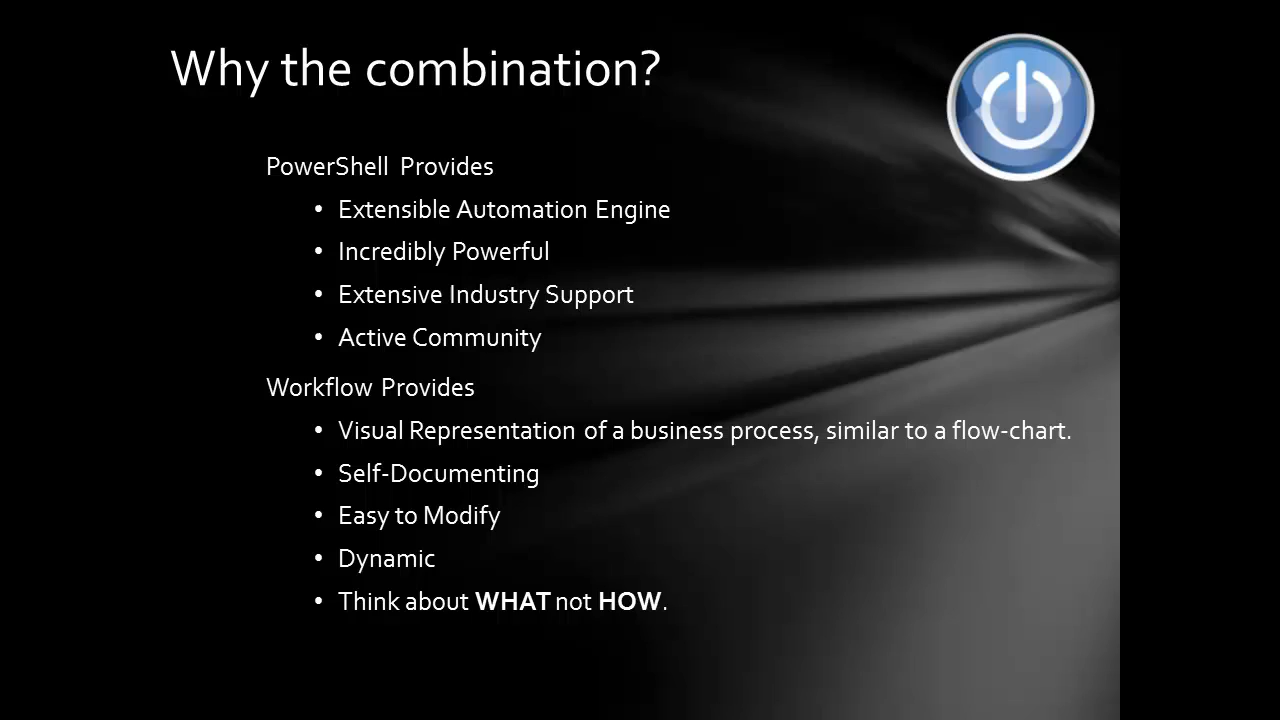 Why the combination?
PowerShell Provides
• Extensible Automation Engine
• Incredibly Powerful
• Extensive Industry Support
• Active Community
Workflow Provides
• Visual Representation of a business process, similar to a flow-chart.
• Self-Documenting
• Easy to Modify
• Dynamic
• Think about WHAT not HOW.